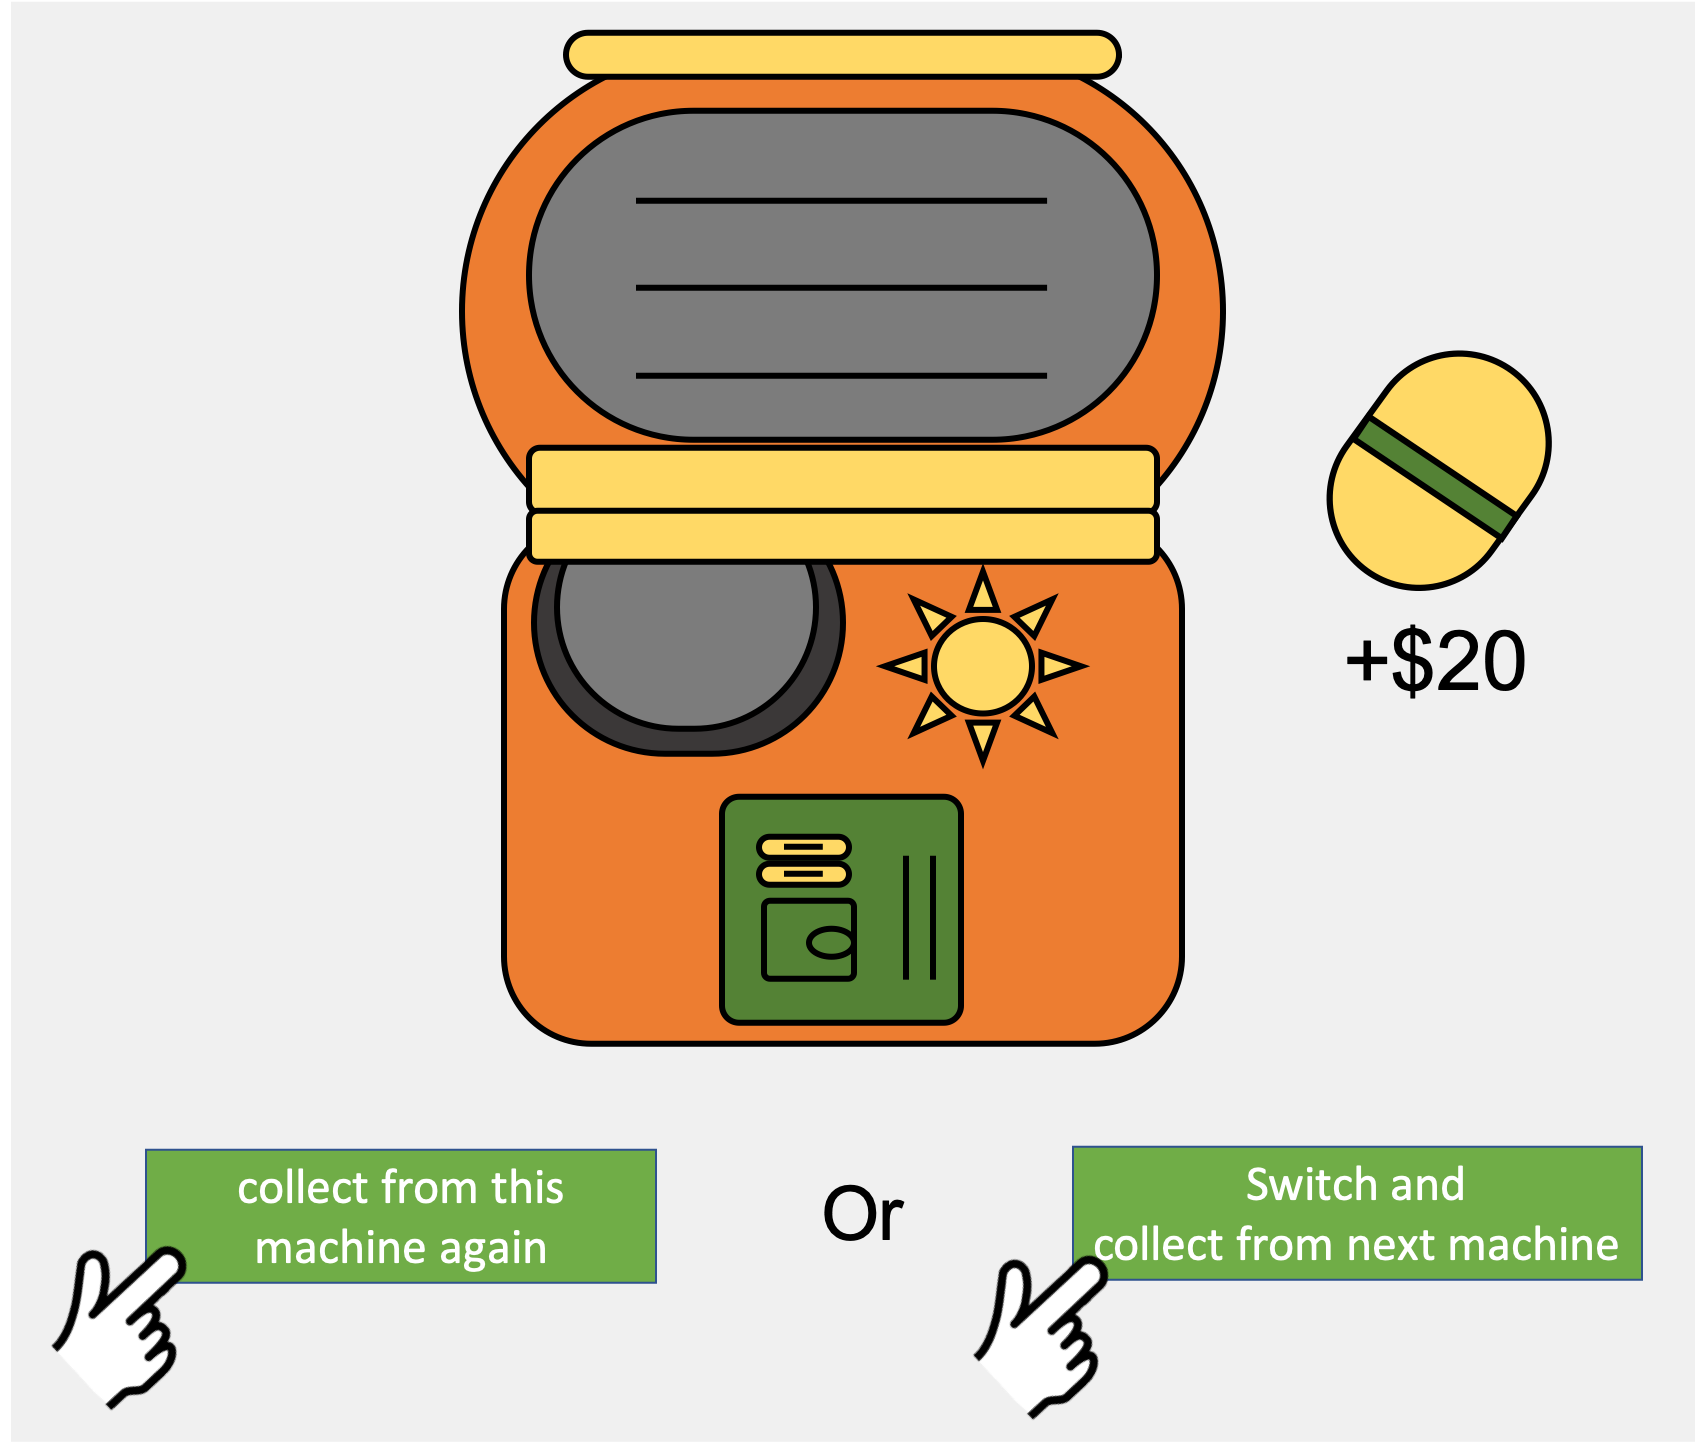 +$20
collect from this
machine again
Or
Switch and
collect from next machine